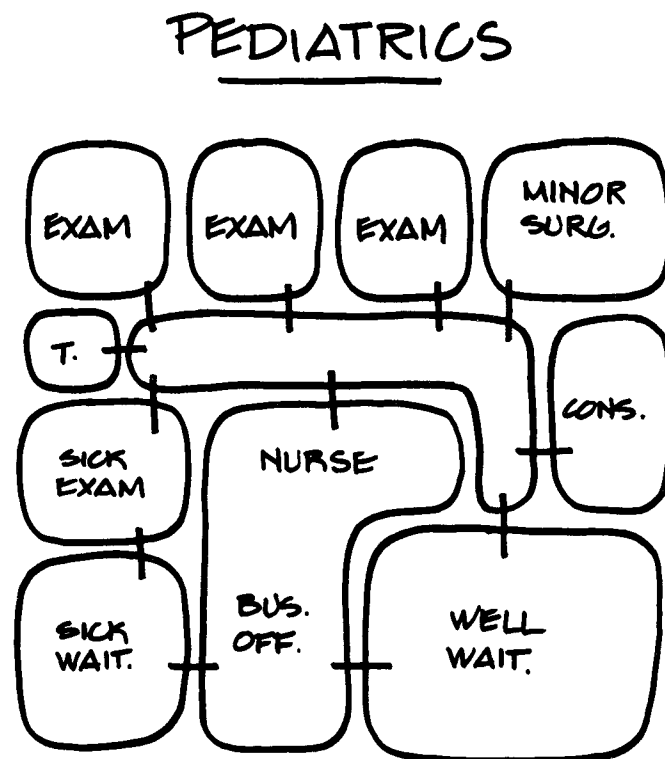 PEDIATRICS
EXAM
EXAM
EXAM
MINOR
SURG.
T.
CONS.
SICK
EXAM
NURSE
SICK
WAIT.
BUS.
OFF.
WELL
WAIT.